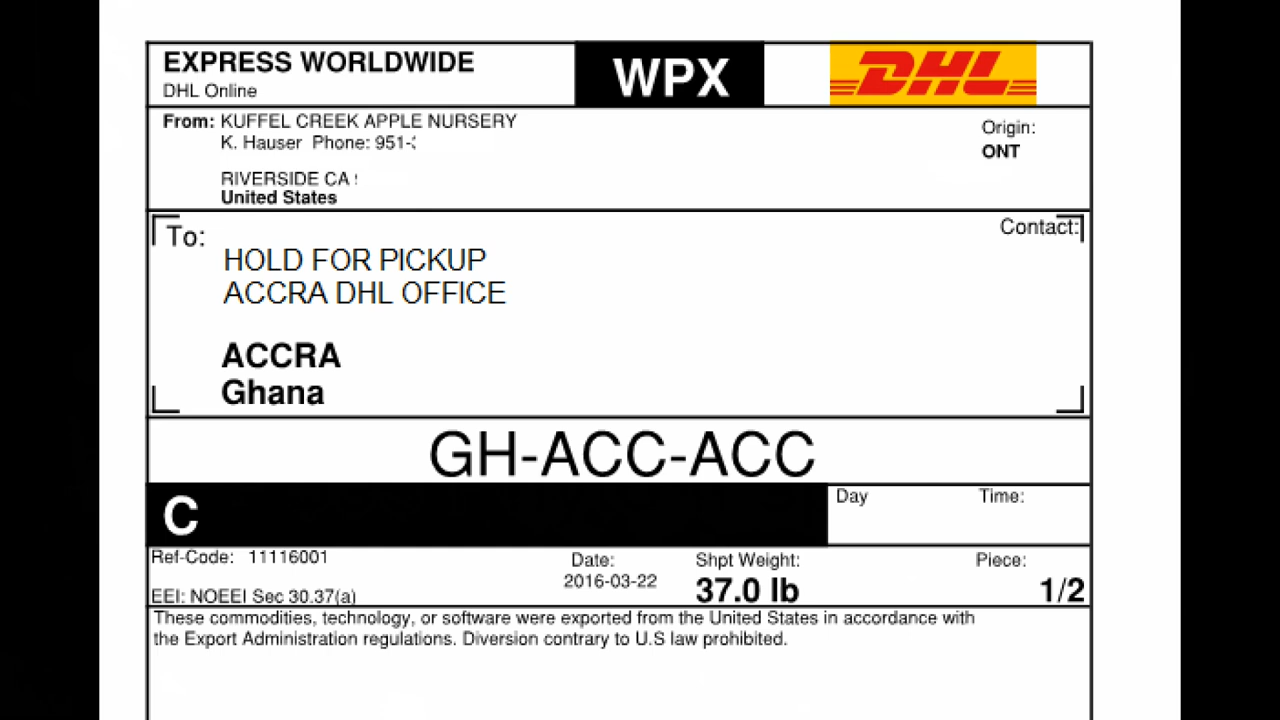 EXPRESS WORLDWIDE
DHL Online
WPX
DHL
From: KUFFEL CREEK APPLE NURSERY
K. Hauser Phone: 951-
RIVERSIDE CA
United States
Origin:
ONT
To:
Contact:
HOLD FOR PICKUP
ACCRA DHL OFFICE
ACCRA
Ghana
GH-ACC-ACC
C
Day
Time:
Ref-Code: 11116001
EEI: NOEEI Sec 30.37(a)
Date:
2016-03-22
Shpt Weight:
37.0 lb
Piece:
1/2
These commodities, technology, or software were exported from the United States in accordance with
the Export Administration regulations. Diversion contrary to U.S law prohibited.